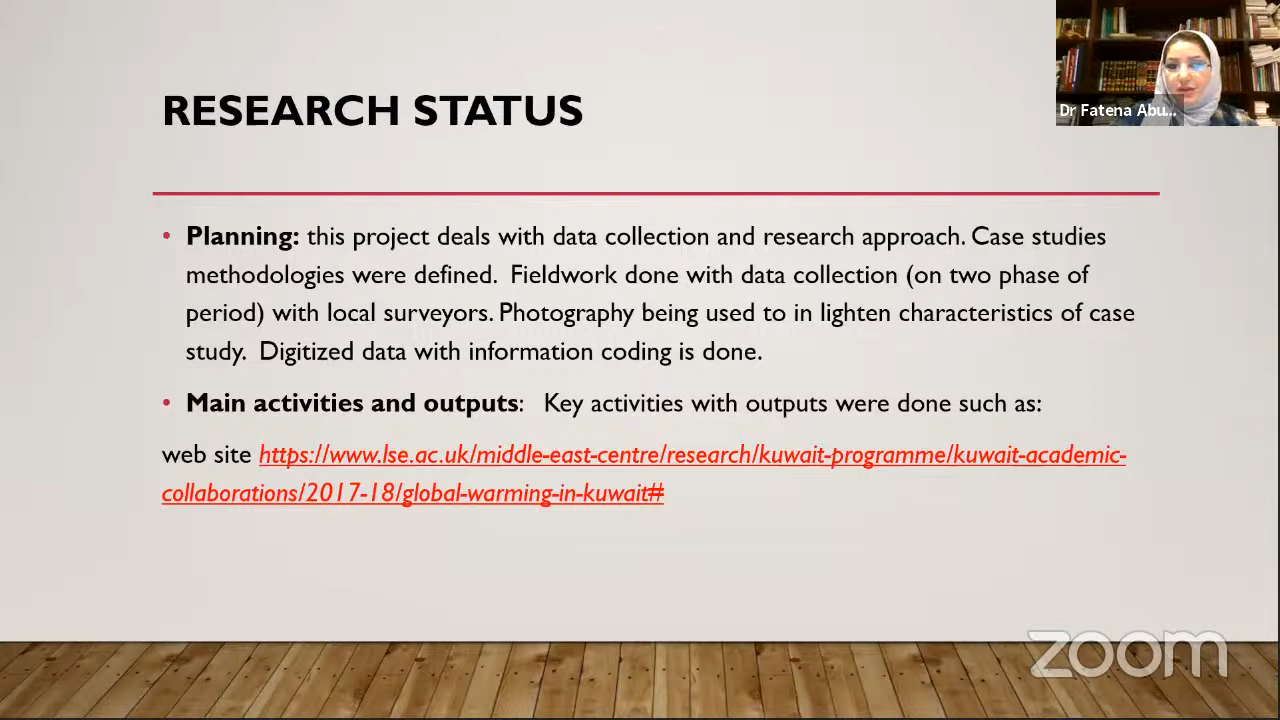 RESEARCH STATUS
Dr Fatena Abu...
• Planning: this project deals with data collection and research approach. Case studies
methodologies were defined.  Fieldwork done with data collection (on two phase of
period) with local surveyors. Photography being used to in lighten characteristics of case
study.  Digitized data with information coding is done.
• Main activities and outputs:   Key activities with outputs were done such as:
web site https://www.lse.ac.uk/middle-east-centre/research/kuwait-programme/kuwait-academic-
collaborations/2017-18/global-warming-in-kuwait#
zoom